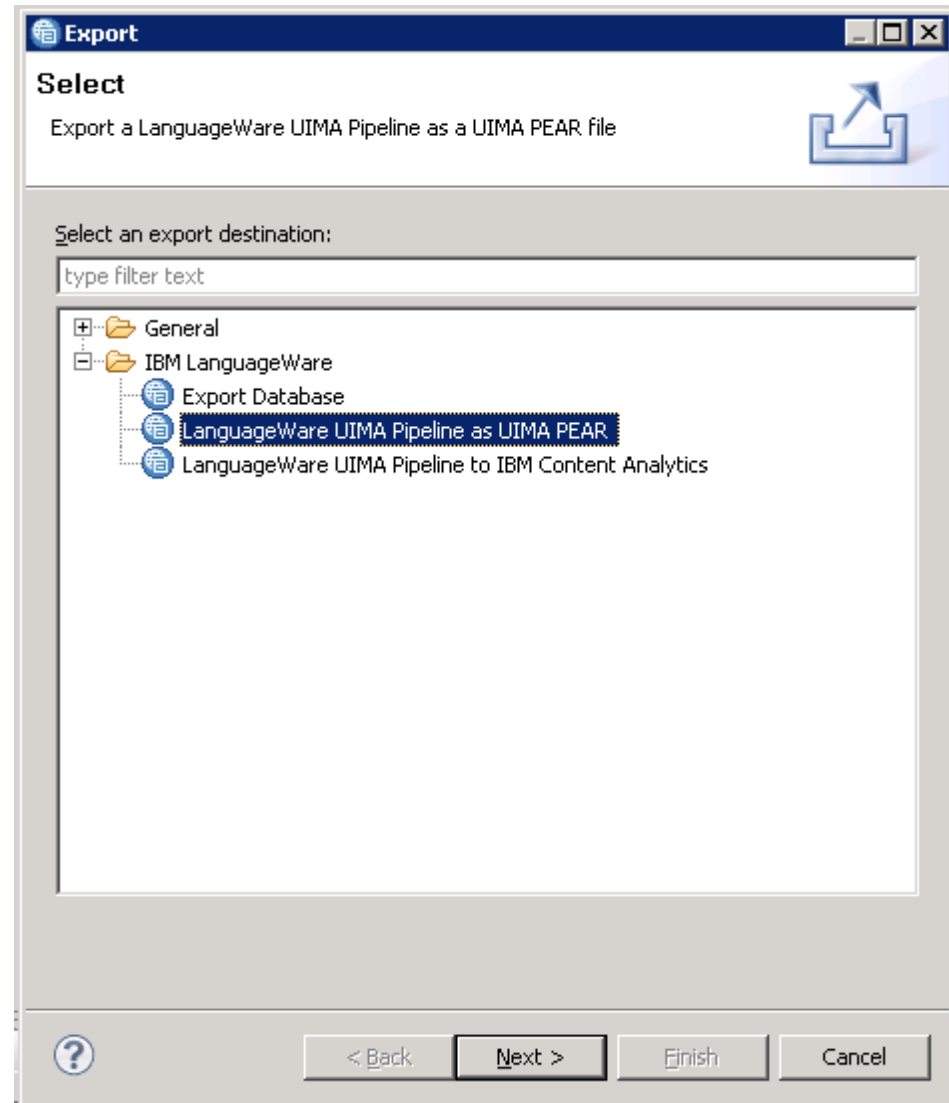 Export
Select
Export a LanguageWare UIMA Pipeline as a UIMA PEAR file
Select an export destination:
type filter text
General
IBM LanguageWare
Export Database
LanguageWare UIMA Pipeline as UIMA PEAR
LanguageWare UIMA Pipeline to IBM Content Analytics
? < Back Next > Finish Cancel